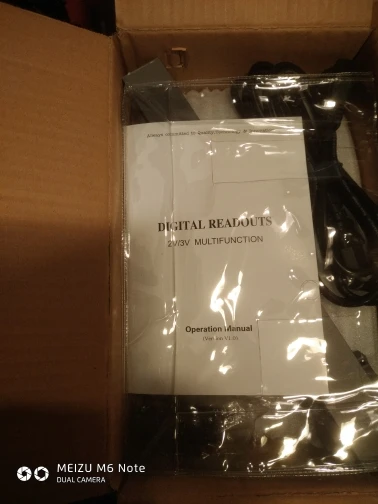 DIGITAL READOUTS
2V/3V MULTIFUNCTION
Operation Manual
MEIZU M6 Note
DUAL CAMERA